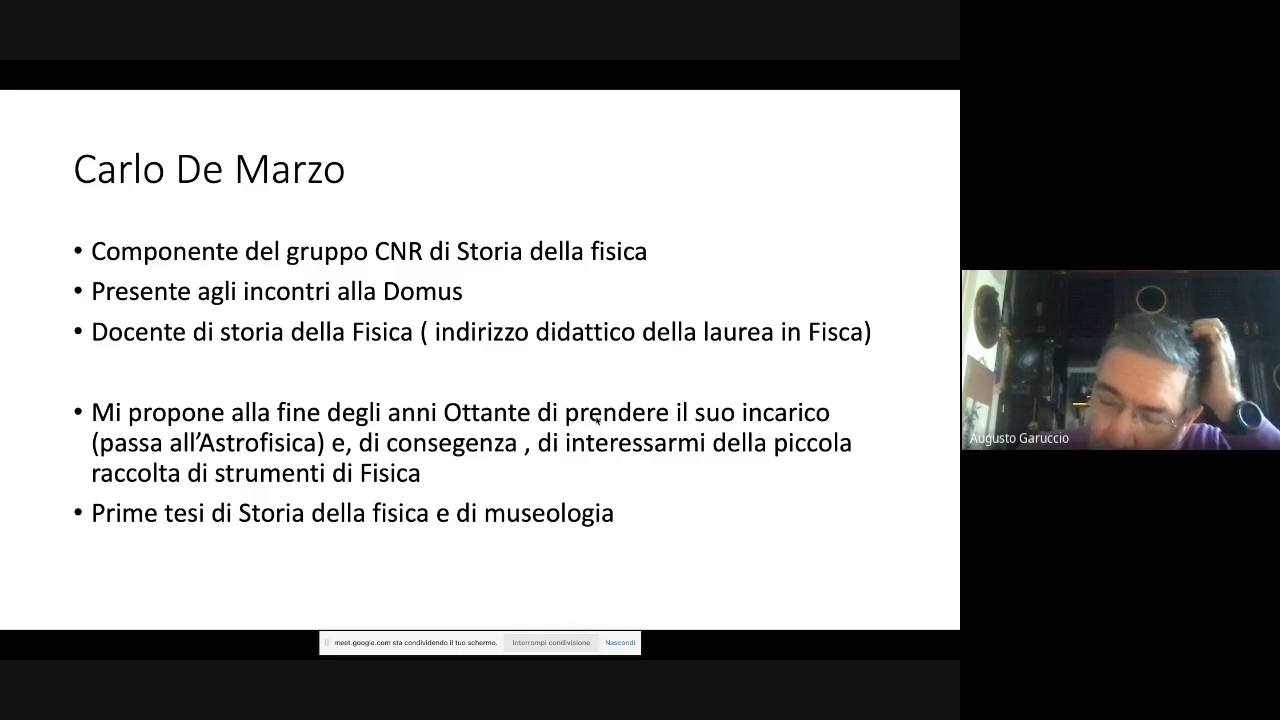 Carlo De Marzo
• Componente del gruppo CNR di Storia della fisica
• Presente agli incontri alla Domus
• Docente di storia della Fisica ( indirizzo didattico della laurea in Fisca)
• Mi propone alla fine degli anni Ottante di prendere il suo incarico
(passa all’Astrofisica) e, di consegenza , di interessarmi della piccola
raccolta di strumenti di Fisica
• Prime tesi di Storia della fisica e di museologia
Augusto Garuccio
meet.google.com sta condividendo il tuo schermo. Interrompi condivisione Nascondi